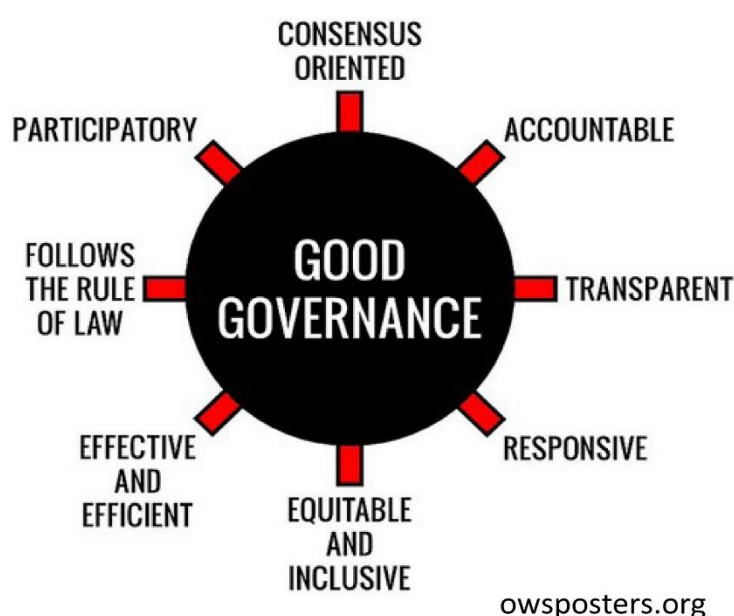 CONSENSUS
ORIENTED
PARTICIPATORY
ACCOUNTABLE
FOLLOWS
THE RULE
OF LAW
GOOD
GOVERNANCE
TRANSPARENT
EFFECTIVE
AND
EFFICIENT
RESPONSIVE
EQUITABLE
AND
INCLUSIVE
owsposters.org